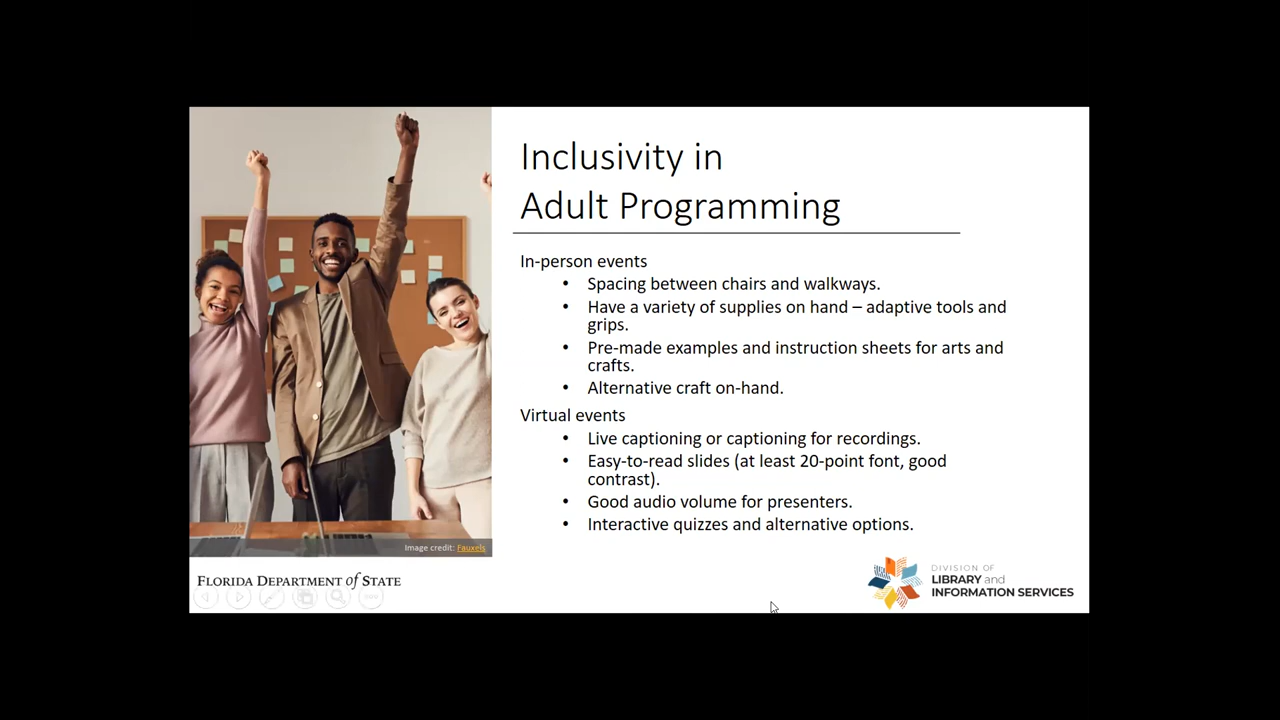 Inclusivity in
Adult Programming
In-person events
• Spacing between chairs and walkways.
• Have a variety of supplies on hand – adaptive tools and
grips.
• Pre-made examples and instruction sheets for arts and
crafts.
• Alternative craft on-hand.
Virtual events
• Live captioning or captioning for recordings.
• Easy-to-read slides (at least 20-point font, good
contrast).
• Good audio volume for presenters.
• Interactive quizzes and alternative options.
Image credit: Fauxels
FLORIDA DEPARTMENT of STATE
DIVISION OF
LIBRARY and
INFORMATION SERVICES